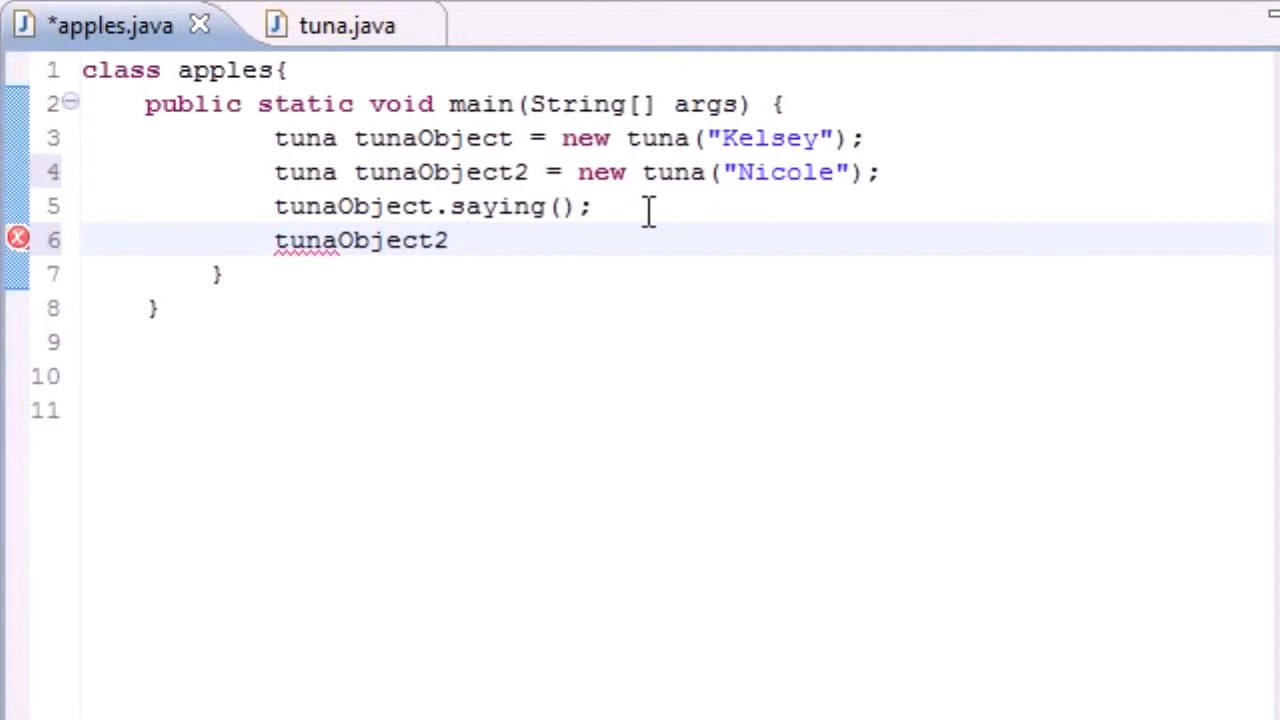 *apples.java tuna.java
1 class apples{
2 public static void main(String[] args) {
3 tuna tunaObject = new tuna("Kelsey");
4 tuna tunaObject2 = new tuna("Nicole");
5 tunaObject.saying();
6 tunaObject2
7 }
8 }
9
10
11